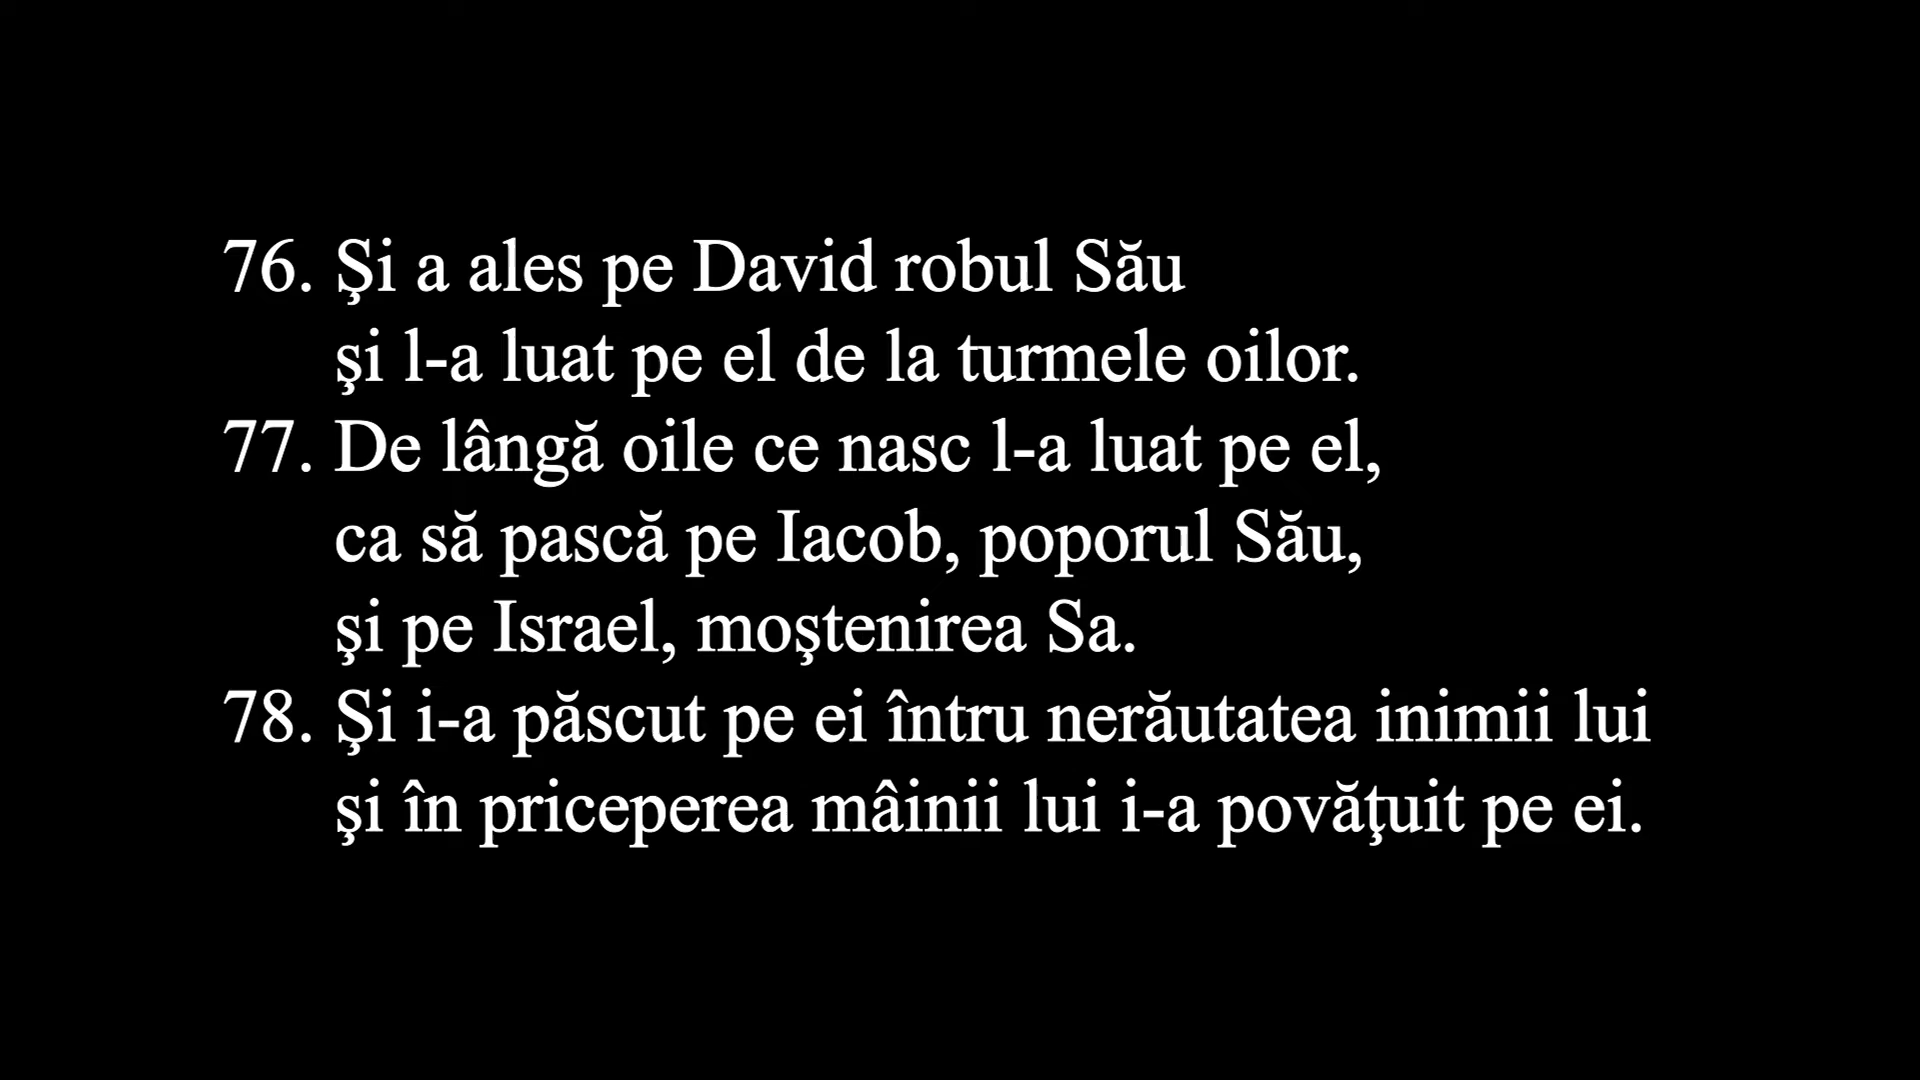 76. Şi a ales pe David robul Său
şi l-a luat pe el de la turmele oilor.
77. De lângă oile ce nasc l-a luat pe el,
ca să pască pe Iacob, poporul Său,
şi pe Israel, moştenirea Sa.
78. Şi i-a păscut pe ei întru nerăutatea inimii lui
şi în priceperea mâinii lui i-a povăţuit pe ei.